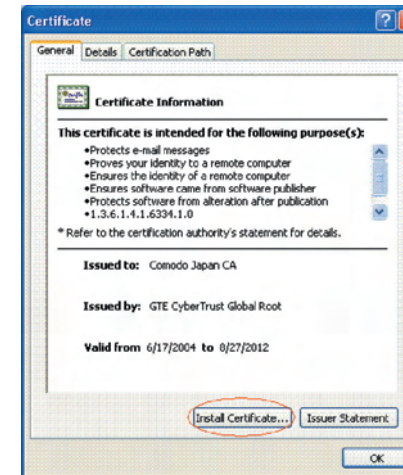 Certificate
General Details Certification Path
Certificate Information
This certificate is intended for the following purpose(s):
•Protects e-mail messages
•Proves your identity to a remote computer
•Ensures the identity of a remote computer
•Ensures software came from software publisher
•Protects software from alteration after publication
•1.3.6.1.4.1.6334.1.0
* Refer to the certification authority's statement for details.
Issued to: Comodo Japan CA
Issued by: GTE CyberTrust Global Root
Valid from 6/17/2004 to 8/27/2012
Install Certificate... Issuer Statement
OK